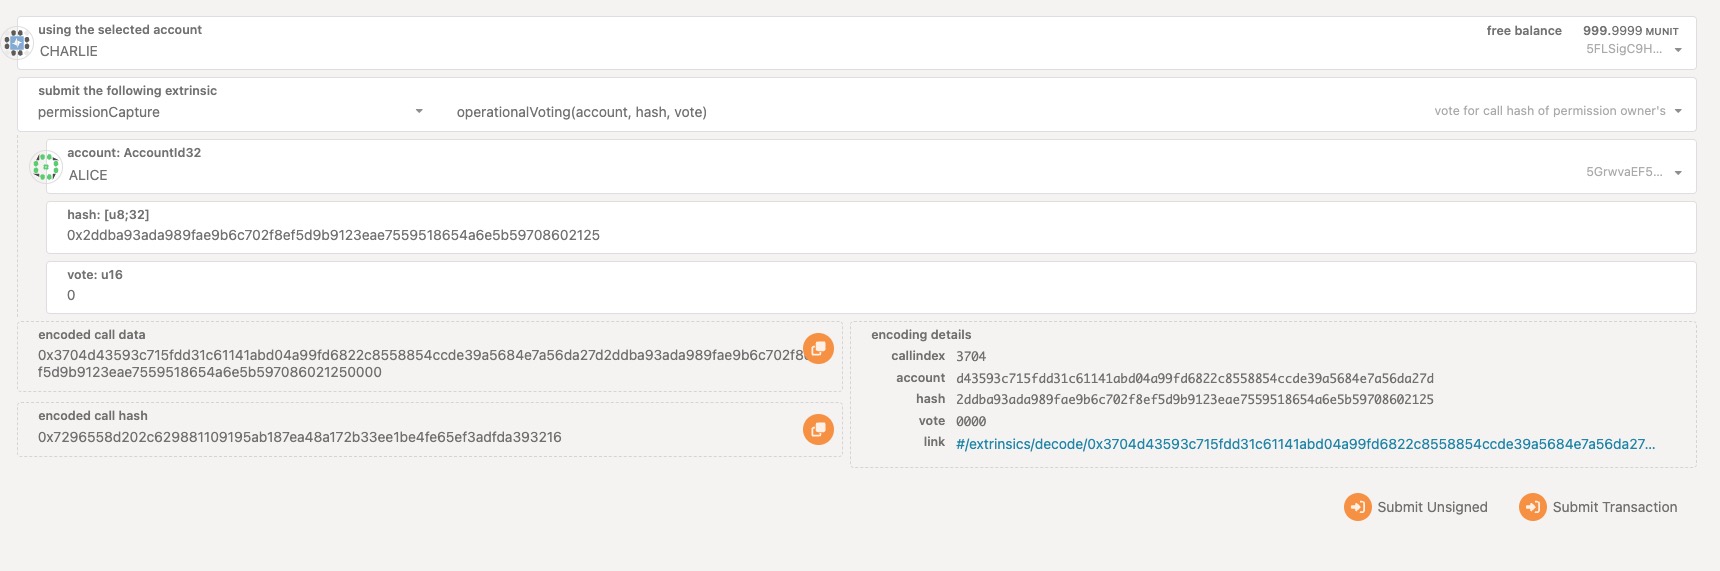 using the selected account
CHARLIE
free balance 999.9999 MUNIT
5FLSigC9H...
submit the following extrinsic
permissionCapture
operationalVoting(account, hash, vote)
vote for call hash of permission owner's
account: AccountId32
ALICE
5GrwvaEF5...
hash: [u8;32]
0x2ddba93ada989fae9b6c702f8ef5d9b9123eae7559518654a6e5b59708602125
vote: u16
0
encoded call data
0x3704d43593c715fdd31c61141abd04a99fd6822c8558854ccde39a5684e7a56da27d2ddba93ada989fae9b6c702f8e
f5d9b9123eae7559518654a6e5b597086021250000
encoded call hash
0x7296558d202c629881109195ab187ea48a172b33ee1be4fe65ef3adfda393216
encoding details
callindex 3704
account d43593c715fdd31c61141abd04a99fd6822c8558854ccde39a5684e7a56da27d
hash 2ddba93ada989fae9b6c702f8ef5d9b9123eae7559518654a6e5b59708602125
vote 0000
link #/extrinsics/decode/0x3704d43593c715fdd31c61141abd04a99fd6822c8558854ccde39a5684e7a56da27...
Submit Unsigned
Submit Transaction